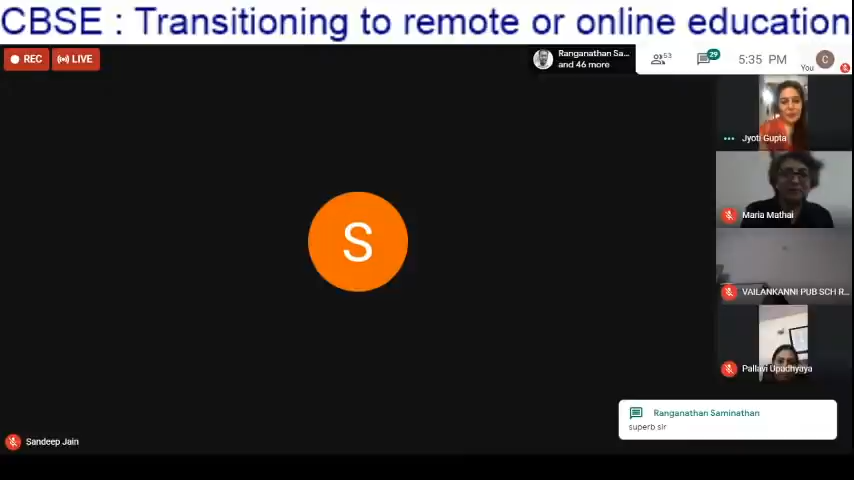 CBSE : Transitioning to remote or online education
REC
LIVE
Ranganathan Sa...
and 46 more
53
29
5:35 PM
You
C
Jyoti Gupta
Maria Mathai
VAILANKANNI PUB SCH R...
Pallavi Upadhyaya
S
Ranganathan Saminathan
superb sir
Sandeep Jain